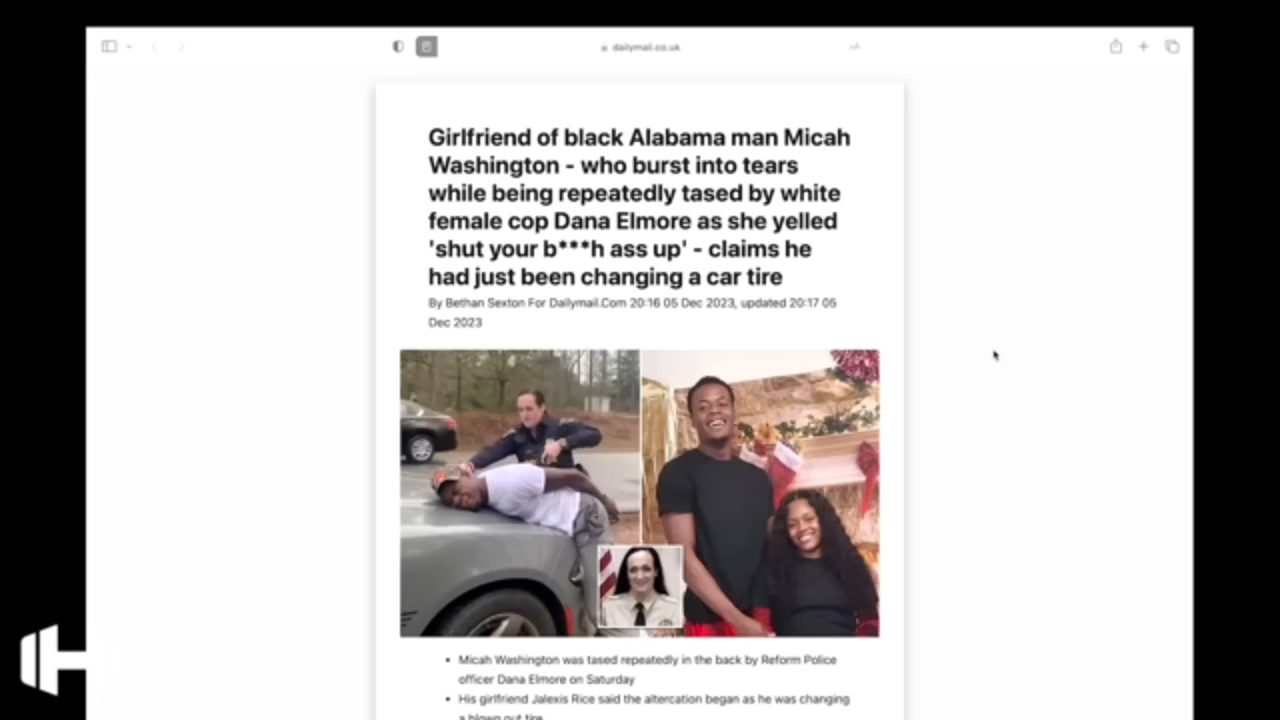 dailymail.co.uk
Girlfriend of black Alabama man Micah
Washington - who burst into tears
while being repeatedly tased by white
female cop Dana Elmore as she yelled
'shut your b***h ass up' - claims he
had just been changing a car tire
By Bethan Sexton For Dailymail.Com 20:16 05 Dec 2023, updated 20:17 05
Dec 2023
• Micah Washington was tased repeatedly in the back by Reform Police
officer Dana Elmore on Saturday
• His girlfriend Jalexis Rice said the altercation began as he was changing
a blown out tire